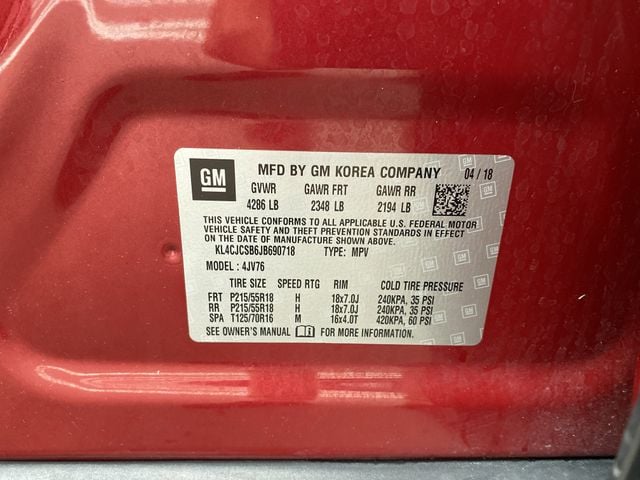 GM MFD BY GM KOREA COMPANY 04 / 18
GVWR GAWR FRT GAWR RR
4286 LB 2348 LB 2194 LB
THIS VEHICLE CONFORMS TO ALL APPLICABLE U.S. FEDERAL MOTOR
VEHICLE SAFETY AND THEFT PREVENTION STANDARDS IN EFFECT
ON THE DATE OF MANUFACTURE SHOWN ABOVE.
KL4CJCSB6JB690718 TYPE: MPV
MODEL : 4JV76
TIRE SIZE SPEED RTG RIM COLD TIRE PRESSURE
FRT P215/55R18 H 18x7.0J 240KPA, 35 PSI
RR P215/55R18 H 18x7.0J 240KPA, 35 PSI
SPA T125/70R16 M 16x4.0T 420KPA, 60 PSI
SEE OWNER'S MANUAL FOR MORE INFORMATION.